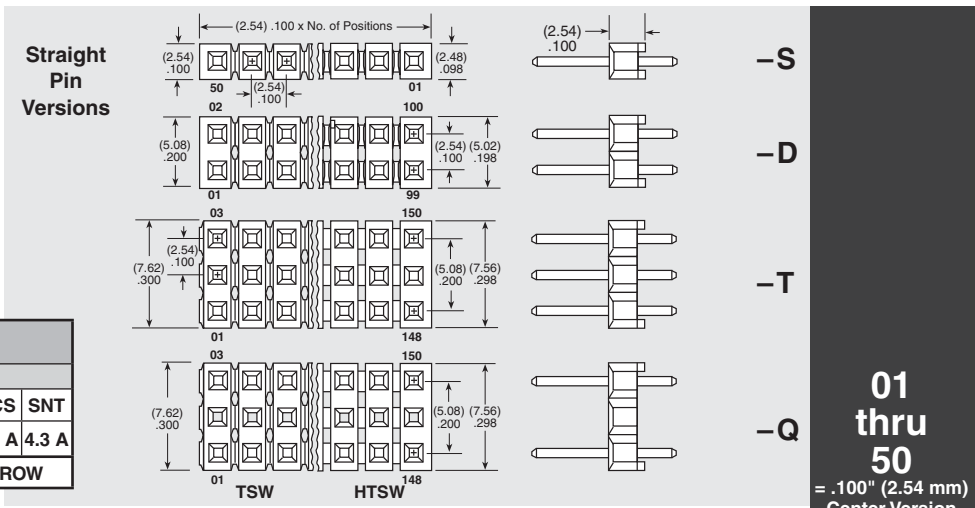 Straight
Pin
Versions
(2.54) .100 x No. of Positions
(2.54)
.100
(2.48)
.098
50
(2.54)
.100
01
(2.54)
.100
–S
02
100
(5.08)
.200
(2.54)
.100
(5.02)
.198
01
99
–D
03
150
(2.54)
.100
(7.62)
.300
(5.08)
.200
(7.56)
.298
01
148
–T
03
150
(7.62)
.300
(5.08)
.200
(7.56)
.298
01
148
TSW
HTSW
–Q
CS SNT
A 4.3 A
ROW
01
thru
50
= .100" (2.54 mm)
Center Version